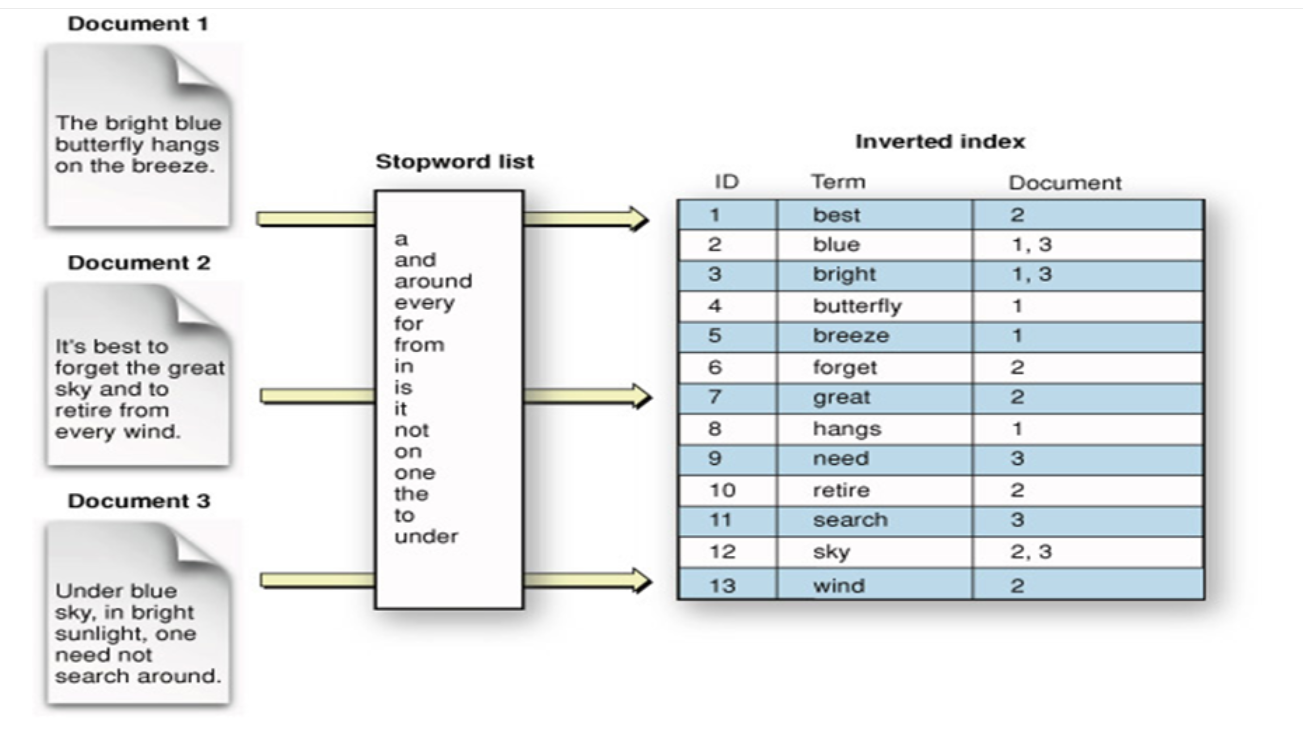 Document 1
The bright blue
butterfly hangs
on the breeze.
Document 2
It's best to
forget the great
sky and to
retire from
every wind.
Document 3
Under blue
sky, in bright
sunlight, one
need not
search around.
Stopword list
a
and
around
every
for
from
in
is
it
not
on
one
the
to
under
Inverted index
ID Term Document
1 best 2
2 blue 1, 3
3 bright 1, 3
4 butterfly 1
5 breeze 1
6 forget 2
7 great 2
8 hangs 1
9 need 3
10 retire 2
11 search 3
12 sky 2, 3
13 wind 2